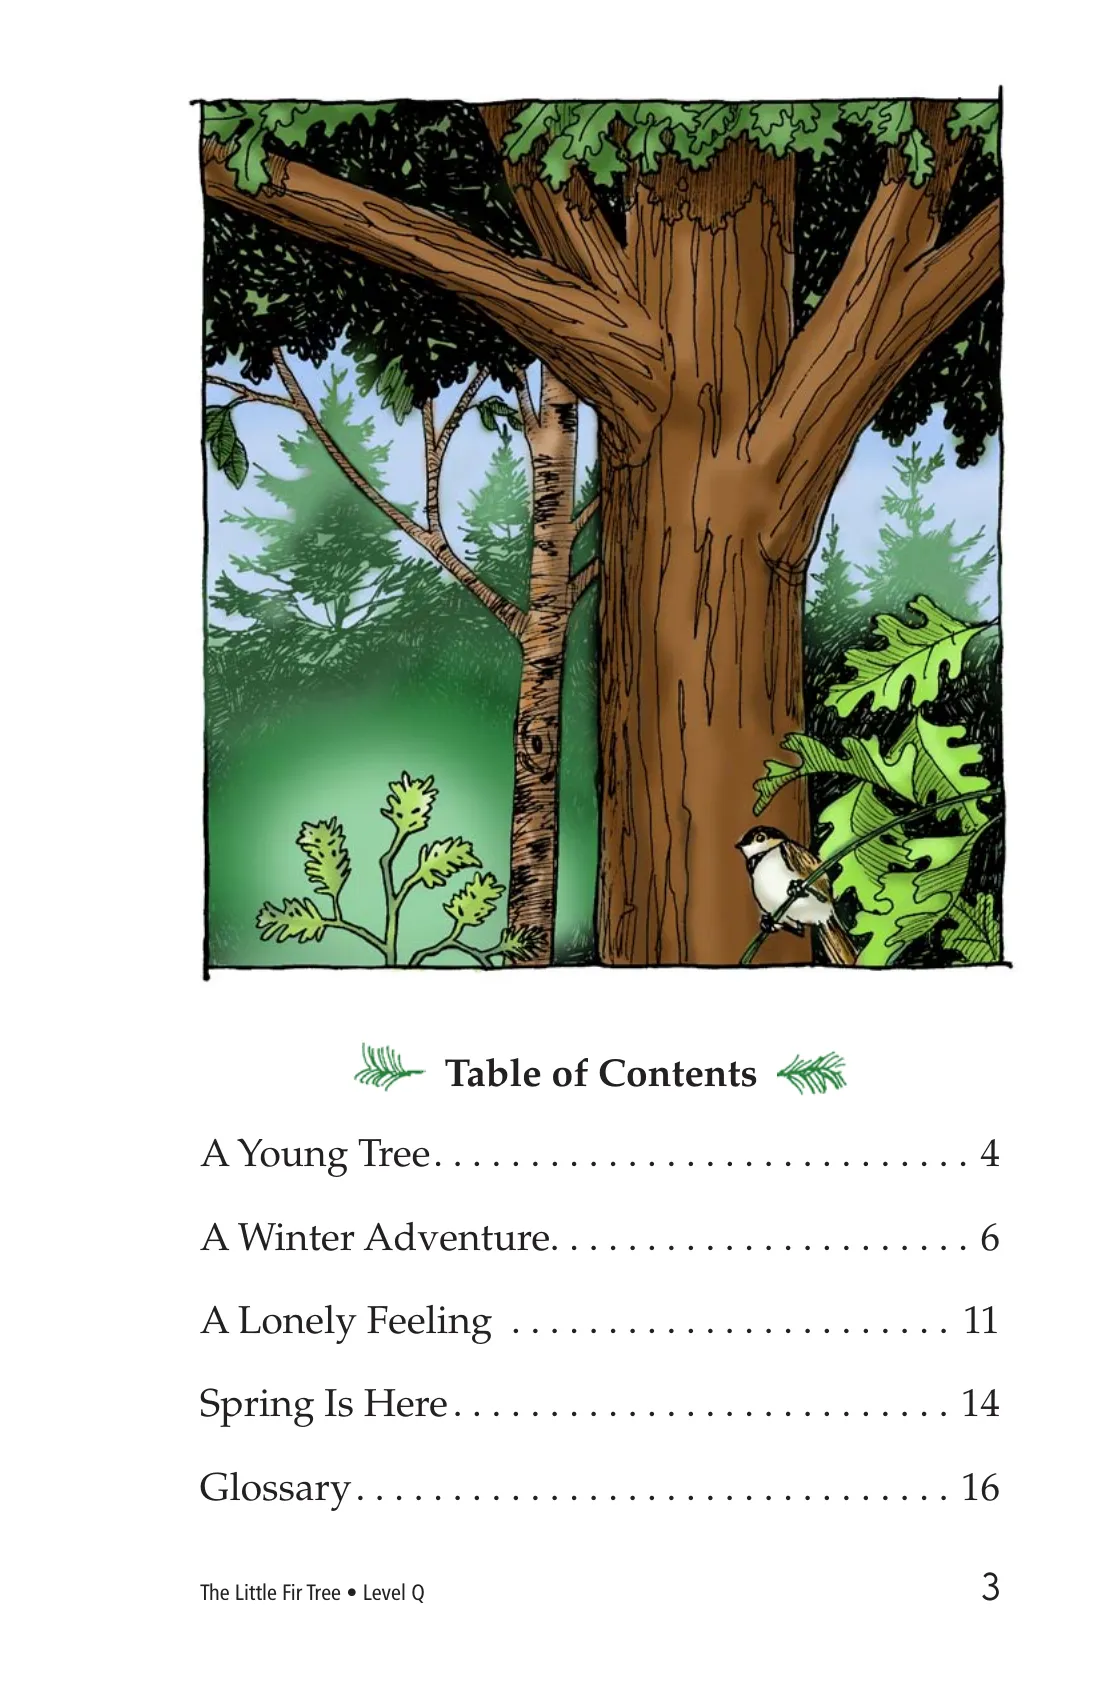 Table of Contents
A Young Tree. . . . . . . . . . . . . . . . . . . . . . . . . . . . 4
A Winter Adventure. . . . . . . . . . . . . . . . . . . . . . 6
A Lonely Feeling . . . . . . . . . . . . . . . . . . . . . . . 11
Spring Is Here . . . . . . . . . . . . . . . . . . . . . . . . . . 14
Glossary . . . . . . . . . . . . . . . . . . . . . . . . . . . . . . . 16
The Little Fir Tree • Level Q 3